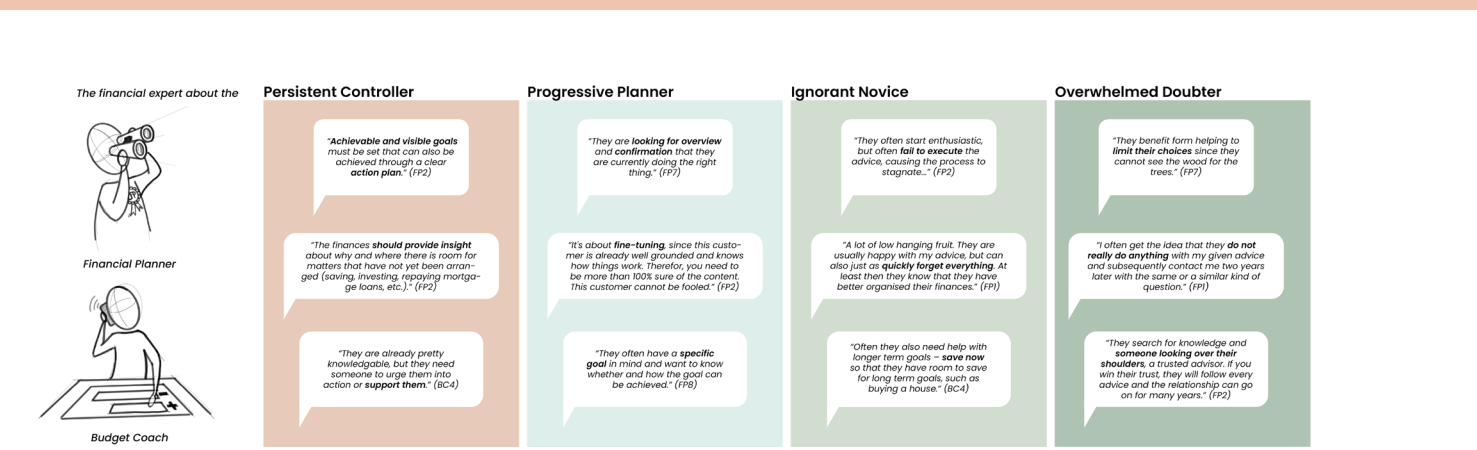 The financial expert about the
Financial Planner
Budget Coach
Persistent Controller
“Achievable and visible goals
must be set that can also be
achieved through a clear
action plan.” (FP2)
“The finances should provide insight
about why and where there is room for
matters that have not yet been arran-
ged (saving, investing, repaying mortga-
ge loans, etc.).” (FP2)
“They are already pretty
knowledgable, but they need
someone to urge them into
action or support them.” (BC4)
Progressive Planner
“They are looking for overview
and confirmation that they
are currently doing the right
thing.” (FP7)
“It's about fine-tuning, since this custo-
mer is already well grounded and knows
how things work. Therefor, you need to
be more than 100% sure of the content.
This customer cannot be fooled.” (FP2)
“They often have a specific
goal in mind and want to know
whether and how the goal can
be achieved.” (FP8)
Ignorant Novice
“They often start enthusiastic,
but often fail to execute the
advice, causing the process to
stagnate...” (FP2)
“A lot of low hanging fruit. They are
usually happy with my advice, but can
also just as quickly forget everything. At
least then they know that they have
better organised their finances.” (FP1)
“Often they also need help with
longer term goals – save now
so that they have room to save
for long term goals, such as
buying a house.” (BC4)
Overwhelmed Doubter
“They benefit form helping to
limit their choices since they
cannot see the wood for the
trees.” (FP7)
“I often get the idea that they do not
really do anything with my given advice
and subsequently contact me two years
later with the same or a similar kind of
question.” (FP1)
“They search for knowledge and
someone looking over their
shoulders, a trusted advisor. If you
win their trust, they will follow every
advice and the relationship can go
on for many years.” (FP2)